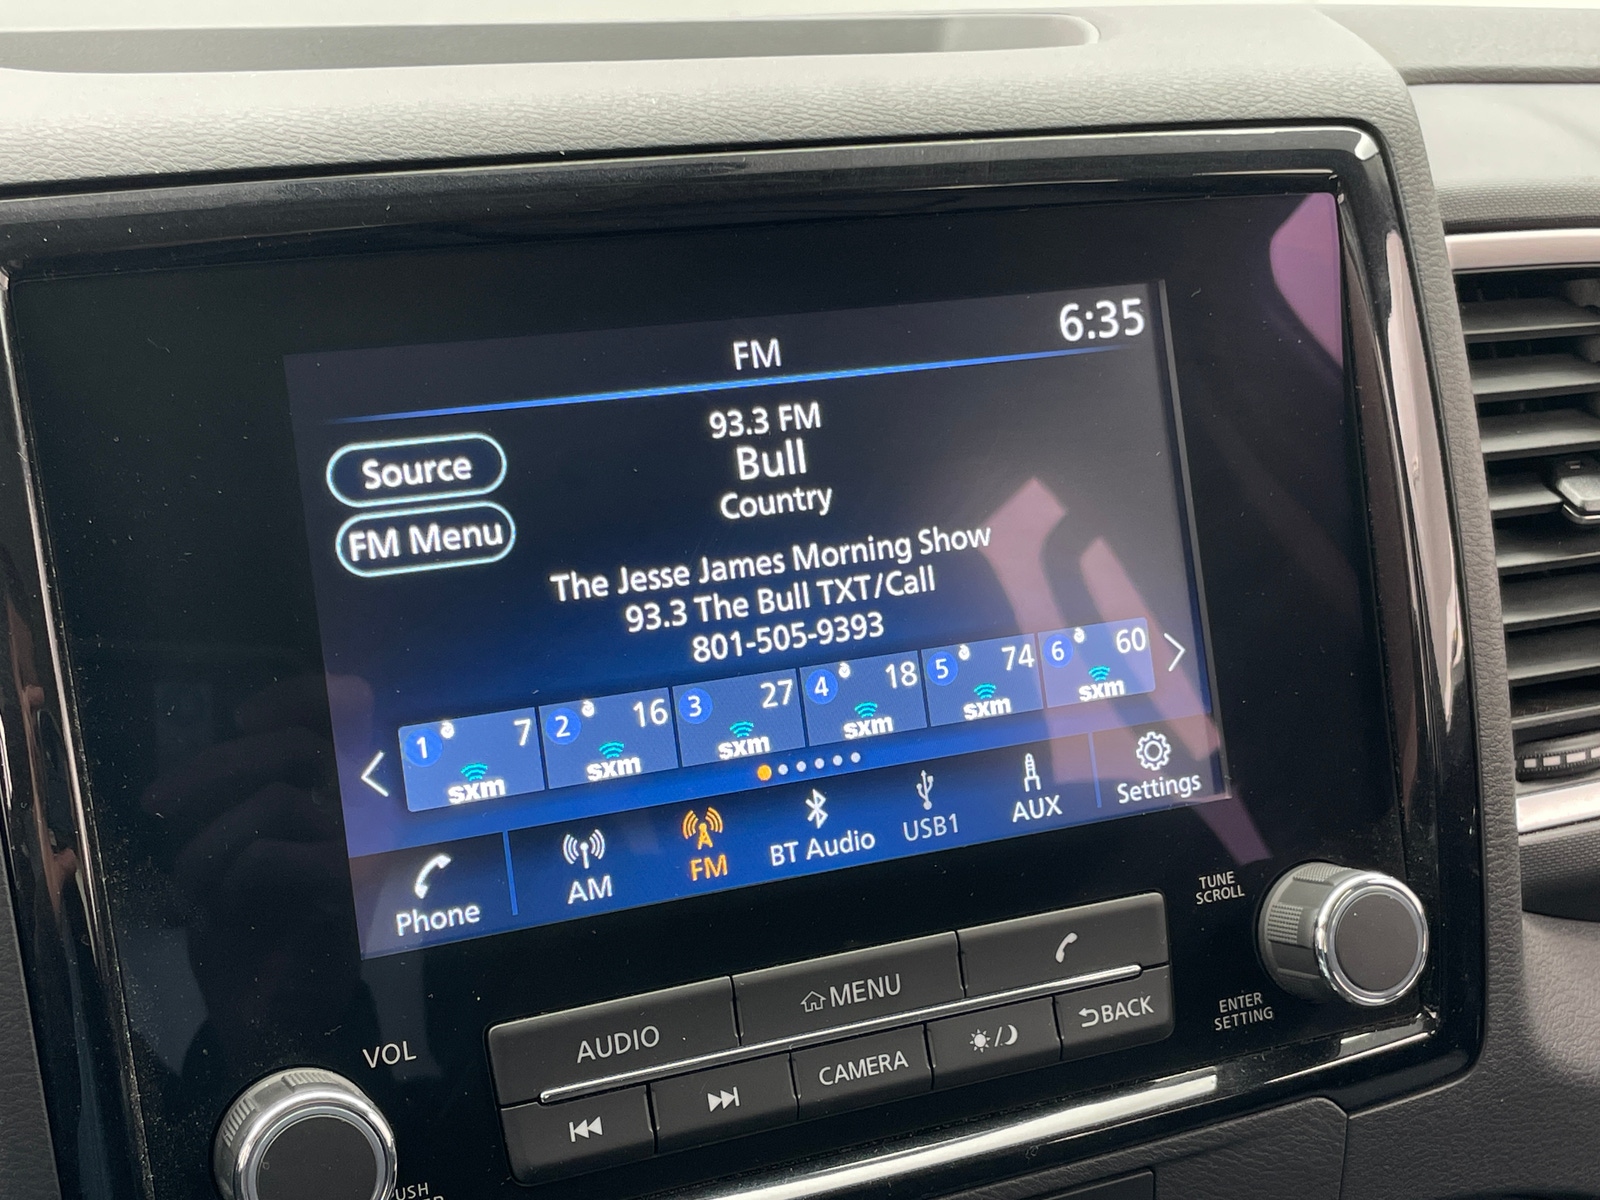 6:35
FM
93.3 FM
Bull
Country
Source
FM Menu
The Jesse James Morning Show
93.3 The Bull TXT/Call
801-505-9393
1 7 sxm
2 16 sxm
3 27 sxm
4 18 sxm
5 74 sxm
6 60 sxm
Phone
AM
FM
BT Audio
USB1
AUX
Settings
TUNE
SCROLL
ENTER
SETTING
VOL
AUDIO
MENU
CAMERA
BACK